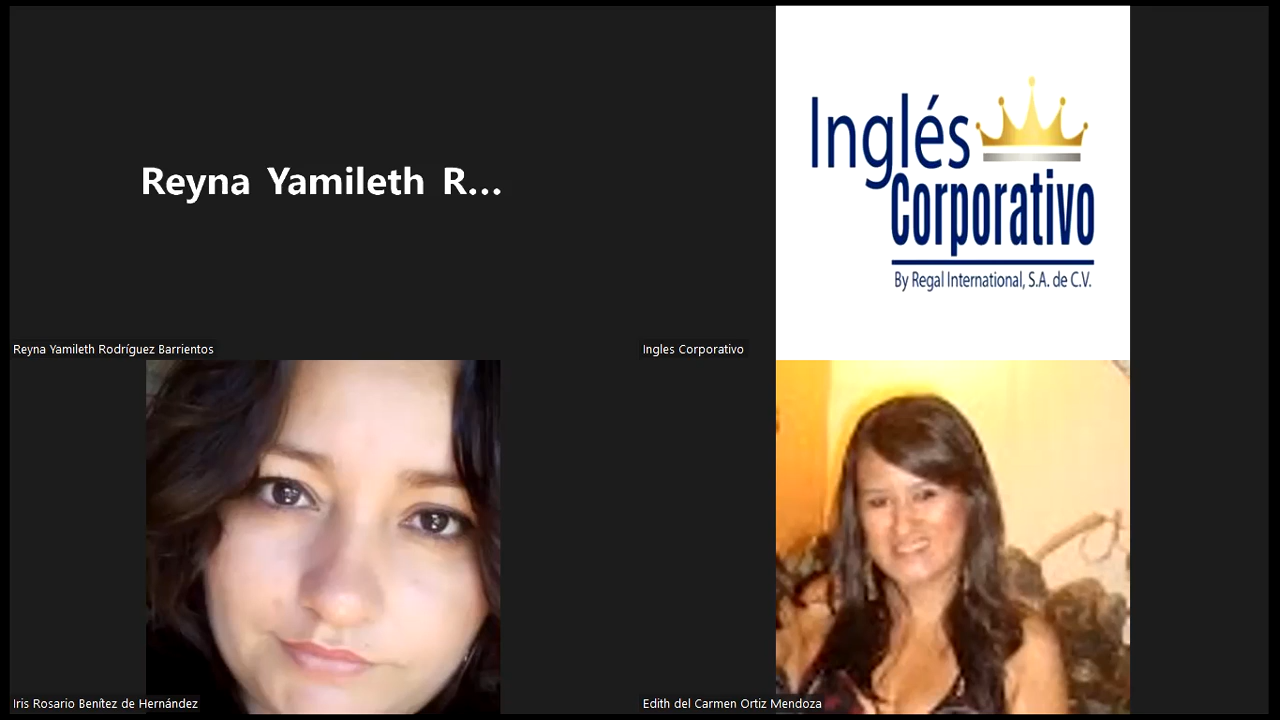 Reyna Yamileth R...
Reyna Yamileth Rodríguez Barrientos
Inglés
Corporativo
By Regal International, S.A. de C.V.
Ingles Corporativo
Iris Rosario Benítez de Hernández
Edith del Carmen Ortiz Mendoza